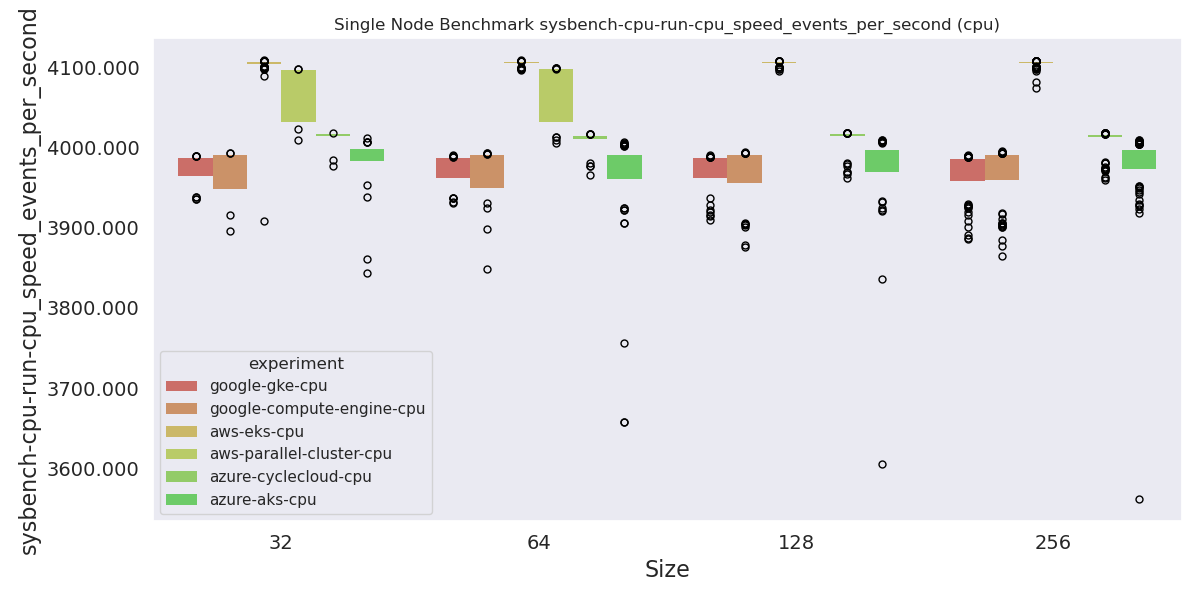 Single Node Benchmark sysbench-cpu-run-cpu_speed_events_per_second (cpu)
sysbench-cpu-run-cpu_speed_events_per_second
4100.000
4000.000
3900.000
3800.000
3700.000
3600.000
experiment
google-gke-cpu
google-compute-engine-cpu
aws-eks-cpu
aws-parallel-cluster-cpu
azure-cyclecloud-cpu
azure-aks-cpu
32 64 128 256
Size